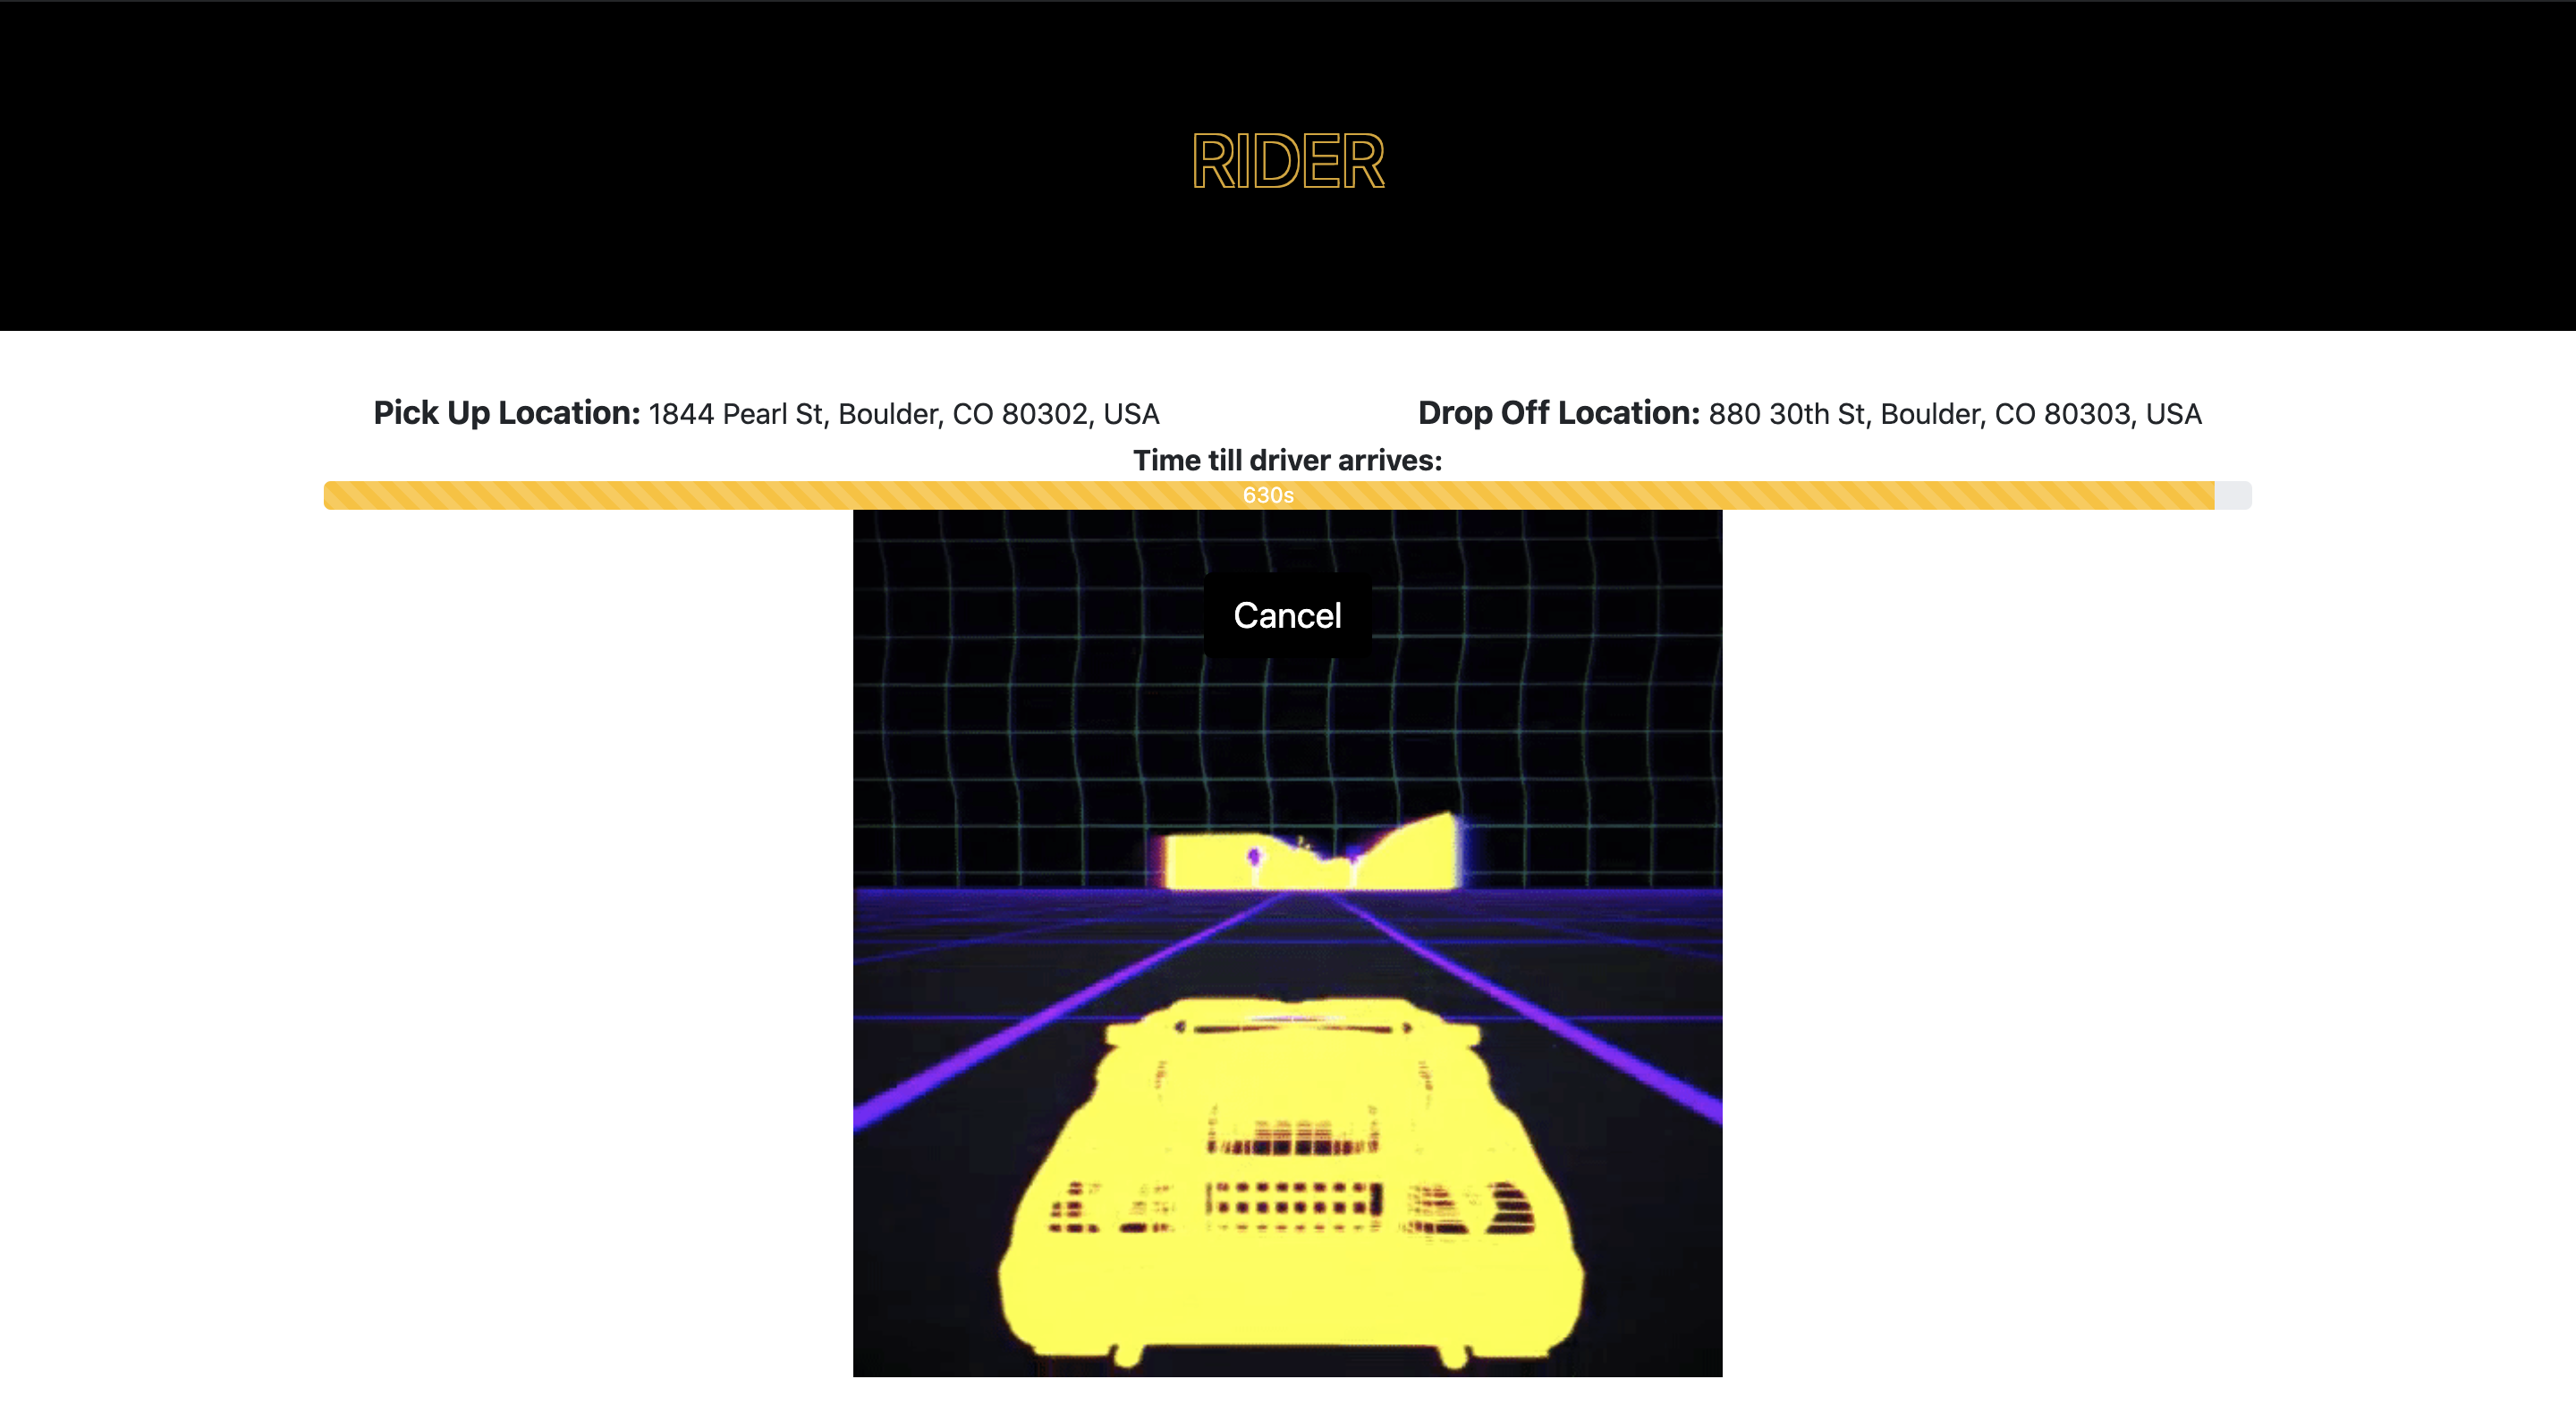 RIDER
Pick Up Location: 1844 Pearl St, Boulder, CO 80302, USA
Drop Off Location: 880 30th St, Boulder, CO 80303, USA
Time till driver arrives:
630s
Cancel